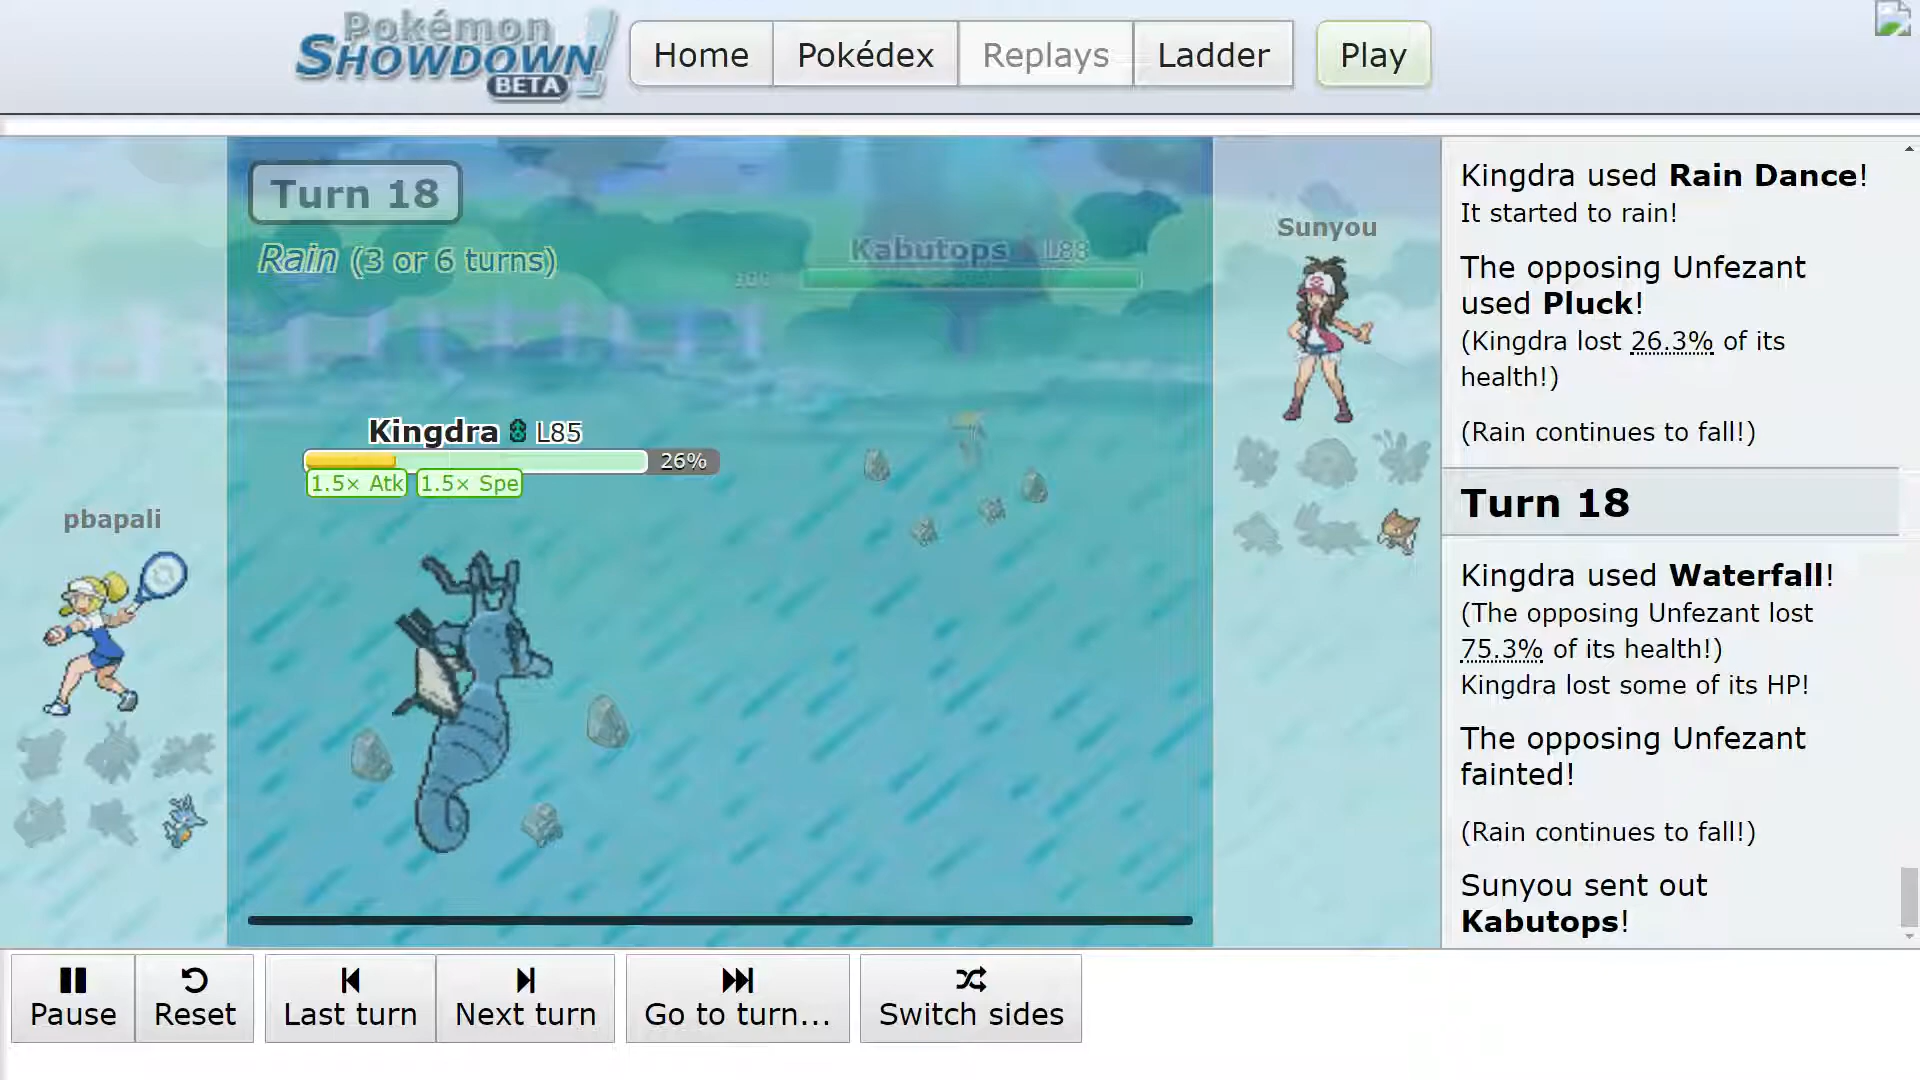 Pokémon
SHOWDOWN!
BETA
Home
Pokédex
Replays
Ladder
Play
Turn 18
Rain (3 or 6 turns)
Kabutops L88
Kingdra L85
26%
1.5× Atk
1.5× Spe
pbapali
Sunyou
Kingdra used Rain Dance!
It started to rain!
The opposing Unfezant
used Pluck!
(Kingdra lost 26.3% of its
health!)
(Rain continues to fall!)
Turn 18
Kingdra used Waterfall!
(The opposing Unfezant lost
75.3% of its health!)
Kingdra lost some of its HP!
The opposing Unfezant
fainted!
(Rain continues to fall!)
Sunyou sent out
Kabutops!
Pause
Reset
Last turn
Next turn
Go to turn...
Switch sides